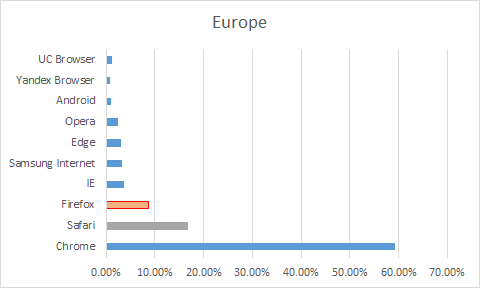 Europe
UC Browser
Yandex Browser
Android
Opera
Edge
Samsung Internet
IE
Firefox
Safari
Chrome
0.00% 10.00% 20.00% 30.00% 40.00% 50.00% 60.00% 70.00%